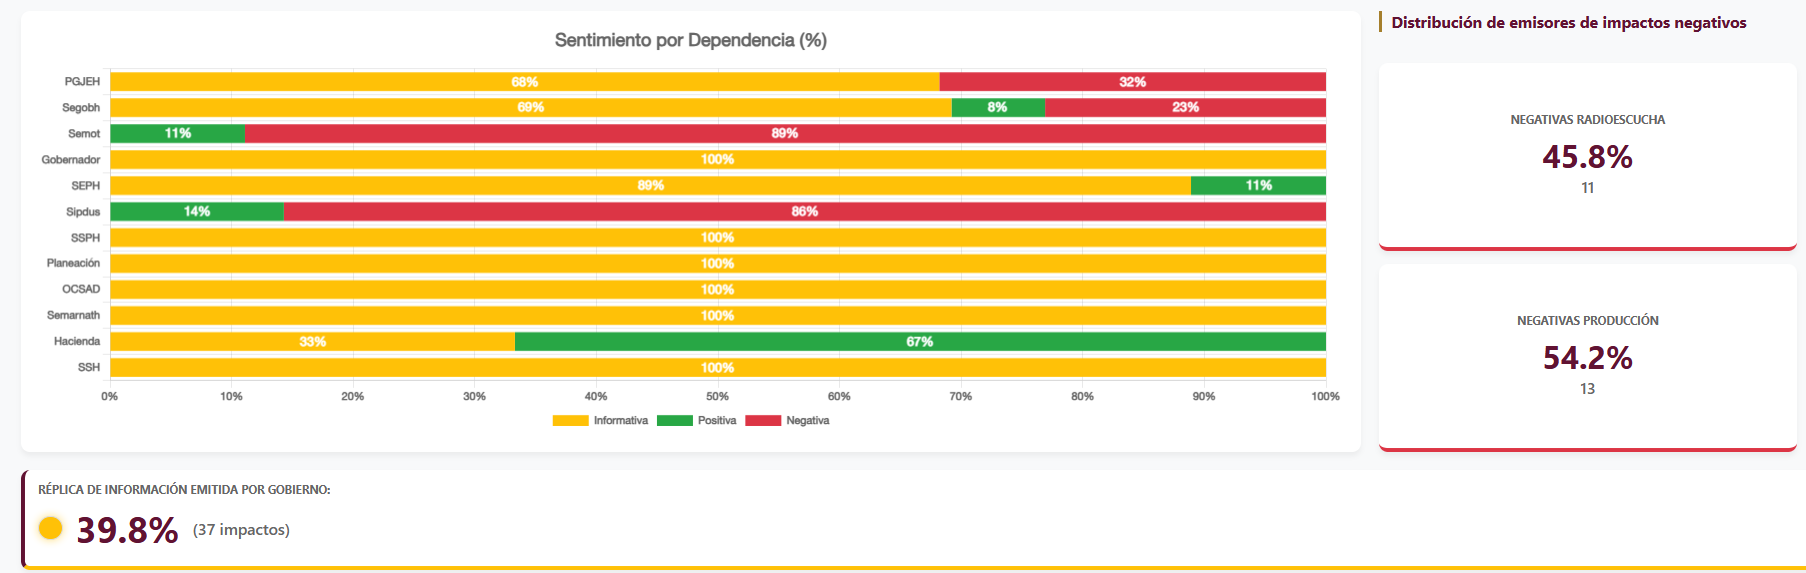 Sentimiento por Dependencia (%)
PGJEH 68% 32%
Segobh 69% 8% 23%
Semot 11% 89%
Gobernador 100%
SEPH 89% 11%
Sipdus 14% 86%
SSPH 100%
Planeación 100%
OCSAD 100%
Semarnath 100%
Hacienda 33% 67%
SSH 100%
0% 10% 20% 30% 40% 50% 60% 70% 80% 90% 100%
Informativa Positiva Negativa
Distribución de emisores de impactos negativos
NEGATIVAS RADIOESCUCHA
45.8%
11
NEGATIVAS PRODUCCIÓN
54.2%
13
RÉPLICA DE INFORMACIÓN EMITIDA POR GOBIERNO:
39.8% (37 impactos)